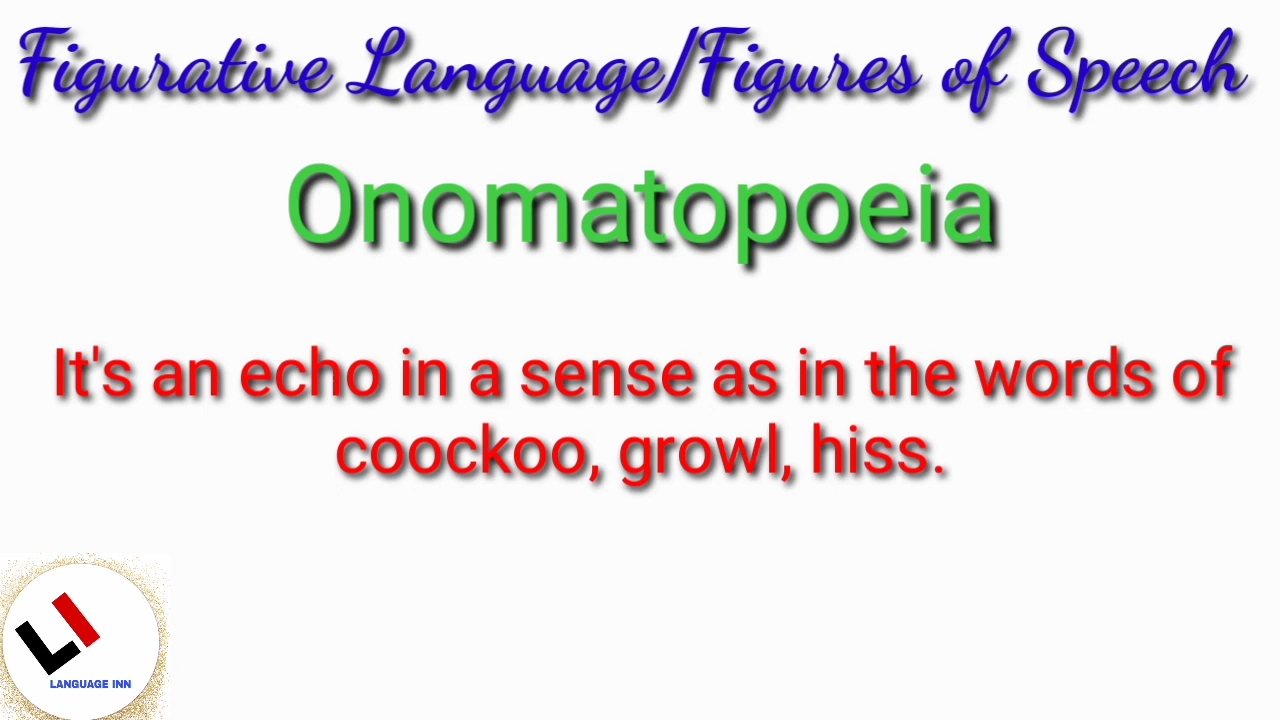 Figurative Language/Figures of Speech
Onomatopoeia
It's an echo in a sense as in the words of
coockoo, growl, hiss.
LI
LANGUAGE INN